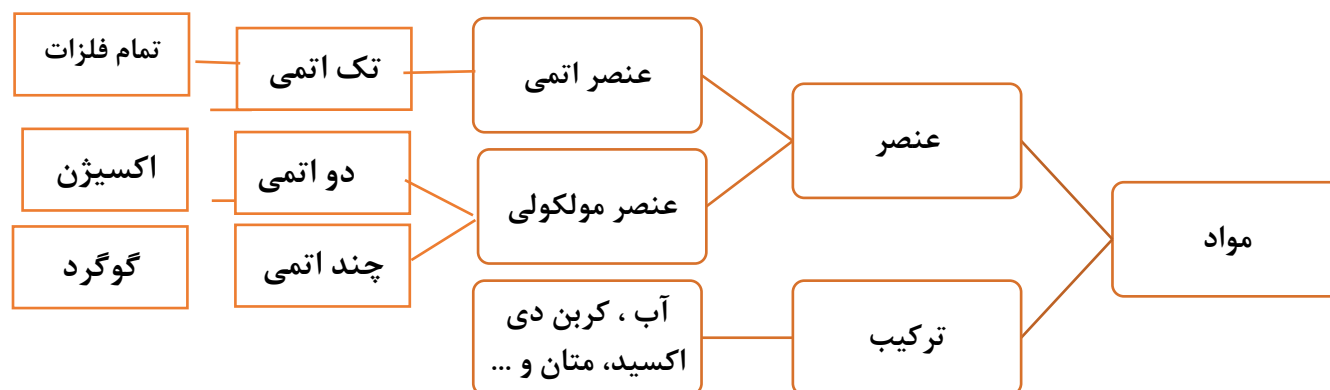 مواد
عنصر
ترکیب
عنصر اتمی
عنصر مولکولی
آب ، کربن دی
اکسید، متان و ...
تک اتمی
دو اتمی
چند اتمی
تمام فلزات
اکسیژن
گوگرد